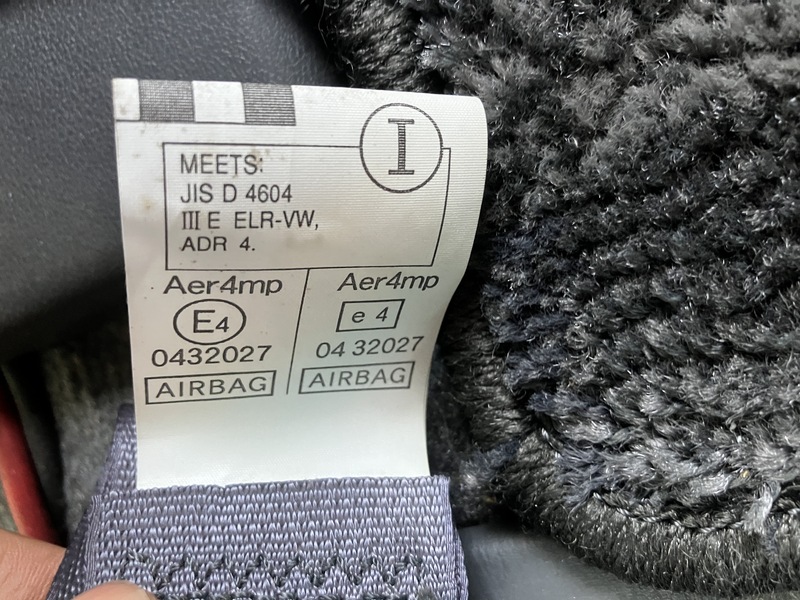 I
MEETS:
JIS D 4604
III E ELR-VW,
ADR 4.
Aer4mp
E4
0432027
AIRBAG
Aer4mp
e 4
04 32027
AIRBAG